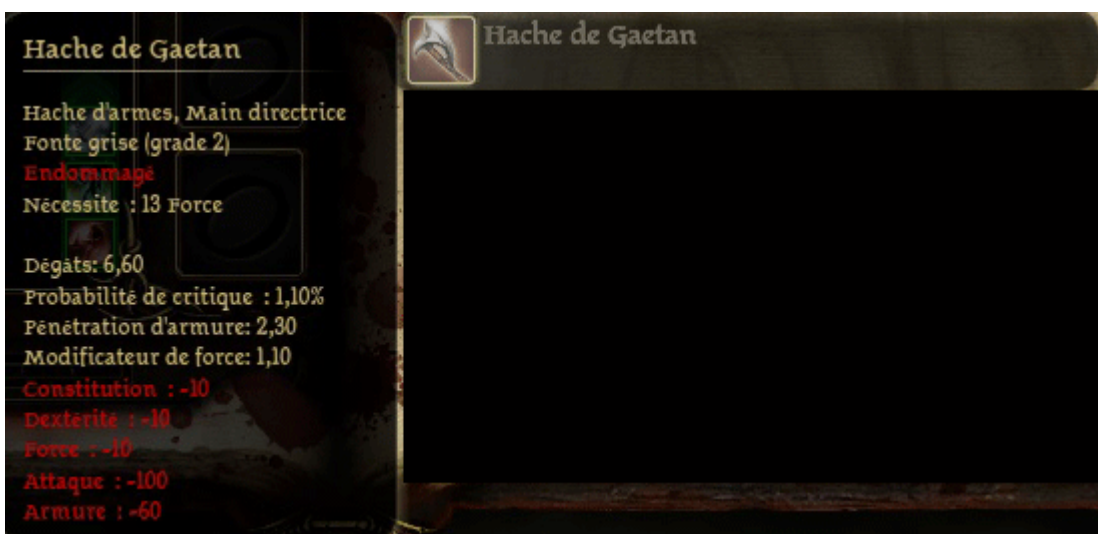 Hache de Gaetan
Hache d'armes, Main directrice
Fonte grise (grade 2)
Endommagé
Nécessite : 13 Force
Dégâts: 6,60
Probabilité de critique : 1,10%
Pénétration d'armure: 2,30
Modificateur de force: 1,10
Constitution : -10
Dextérité : -10
Force : -10
Attaque : -100
Armure : -60
Hache de Gaetan